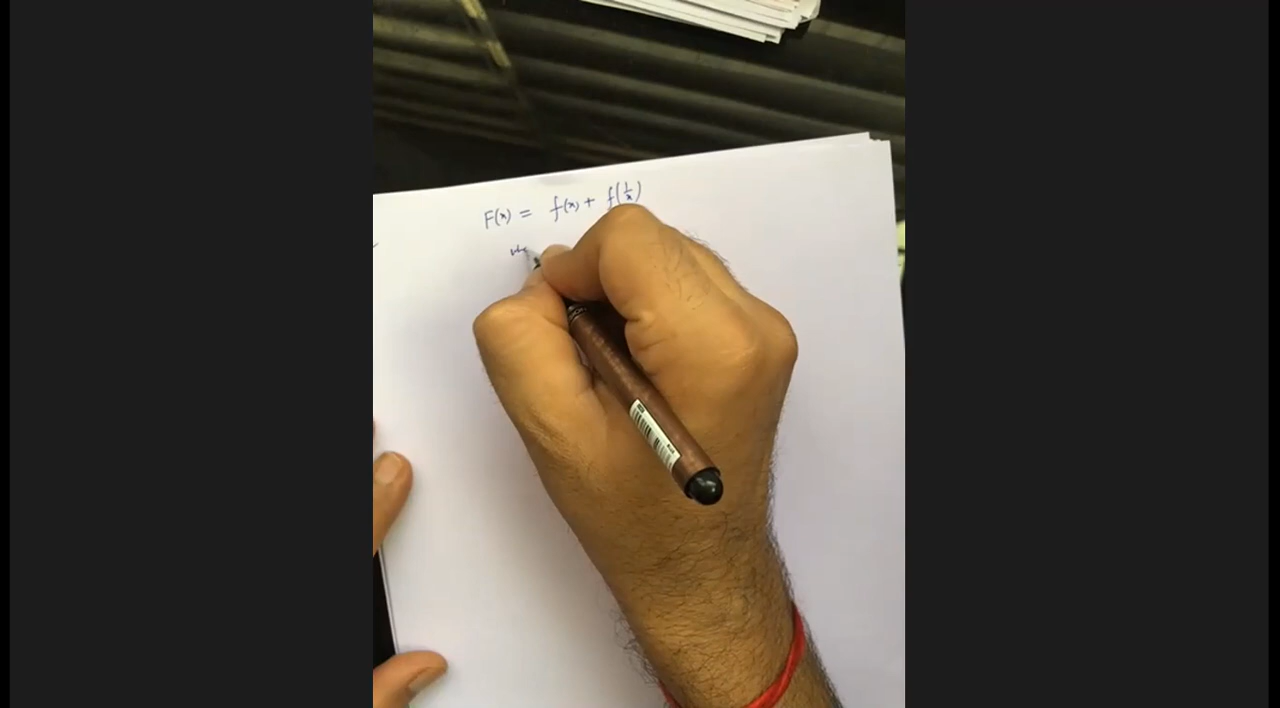 F(x) = f(x) + f(1/x)